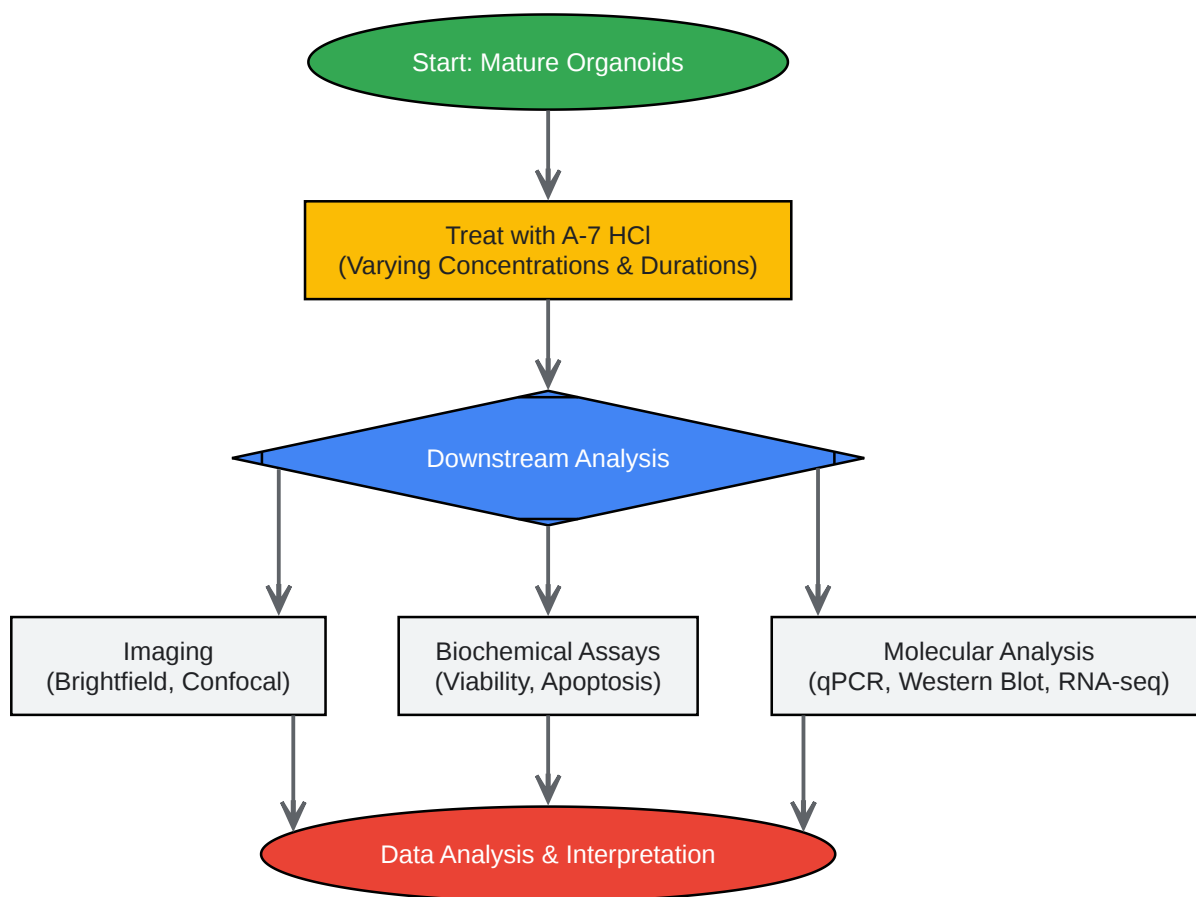 Start: Mature Organoids
Treat with A-7 HCl
(Varying Concentrations & Durations)
Downstream Analysis
Imaging
(Brightfield, Confocal)
Biochemical Assays
(Viability, Apoptosis)
Molecular Analysis
(qPCR, Western Blot, RNA-seq)
Data Analysis & Interpretation